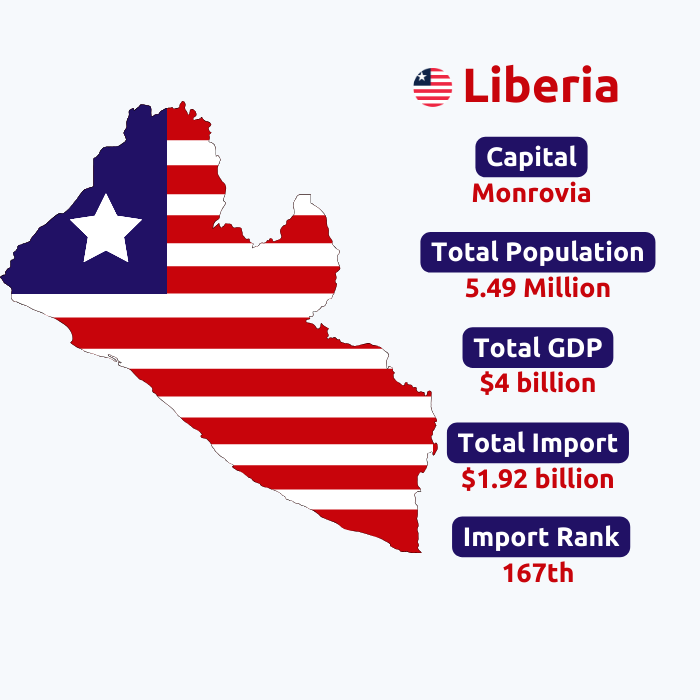 Liberia
Capital
Monrovia
Total Population
5.49 Million
Total GDP
$4 billion
Total Import
$1.92 billion
Import Rank
167th